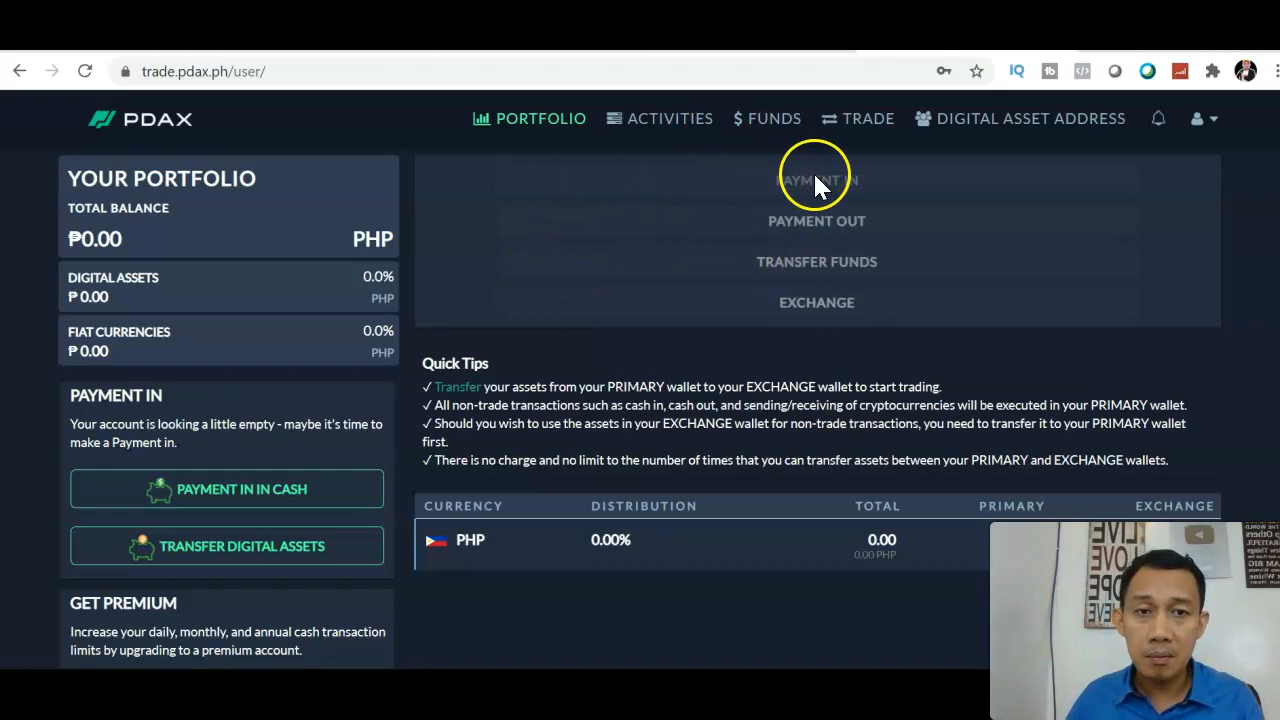 trade.pdax.ph/user/
PDAX
PORTFOLIO
ACTIVITIES
$ FUNDS
TRADE
DIGITAL ASSET ADDRESS
YOUR PORTFOLIO
TOTAL BALANCE
₱0.00 PHP
DIGITAL ASSETS 0.0%
₱ 0.00 PHP
FIAT CURRENCIES 0.0%
₱ 0.00 PHP
PAYMENT IN
Your account is looking a little empty - maybe it's time to
make a Payment in.
PAYMENT IN IN CASH
TRANSFER DIGITAL ASSETS
GET PREMIUM
Increase your daily, monthly, and annual cash transaction
limits by upgrading to a premium account.
PAYMENT IN
PAYMENT OUT
TRANSFER FUNDS
EXCHANGE
Quick Tips
✓ Transfer your assets from your PRIMARY wallet to your EXCHANGE wallet to start trading.
✓ All non-trade transactions such as cash in, cash out, and sending/receiving of cryptocurrencies will be executed in your PRIMARY wallet.
✓ Should you wish to use the assets in your EXCHANGE wallet for non-trade transactions, you need to transfer it to your PRIMARY wallet
first.
✓ There is no charge and no limit to the number of times that you can transfer assets between your PRIMARY and EXCHANGE wallets.
CURRENCY DISTRIBUTION TOTAL PRIMARY EXCHANGE
PHP 0.00% 0.00
0.00 PHP
IQ
tb
LIVE
LOVE